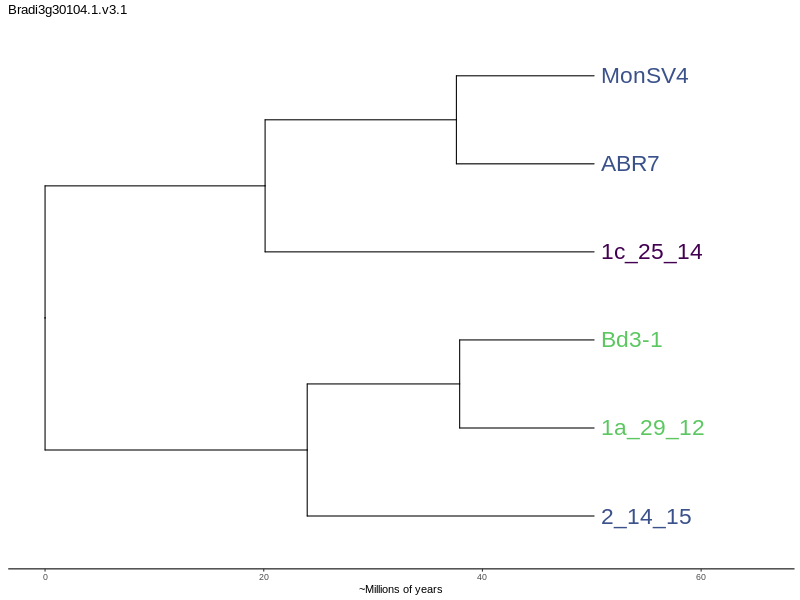 Bradi3g30104.1.v3.1
MonSV4
ABR7
1c_25_14
Bd3-1
1a_29_12
2_14_15
0 20 40 60
~Millions of years